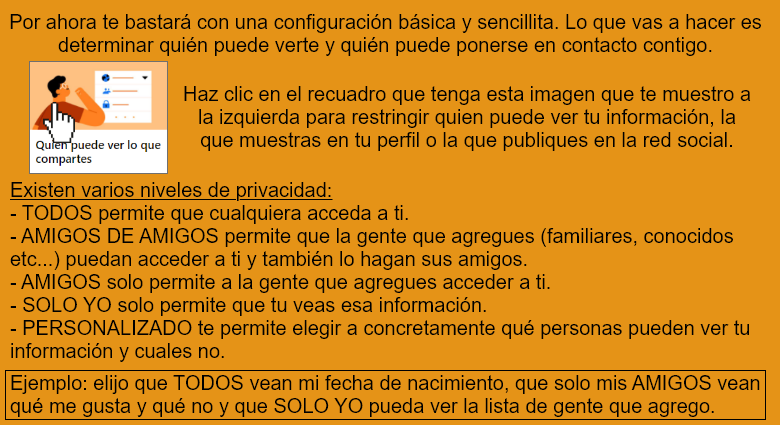 Por ahora te bastará con una configuración básica y sencillita. Lo que vas a hacer es
determinar quién puede verte y quién puede ponerse en contacto contigo.
Quién puede ver lo que
compartes
Haz clic en el recuadro que tenga esta imagen que te muestro a
la izquierda para restringir quien puede ver tu información, la
que muestras en tu perfil o la que publiques en la red social.
Existen varios niveles de privacidad:
- TODOS permite que cualquiera acceda a ti.
- AMIGOS DE AMIGOS permite que la gente que agregues (familiares, conocidos
etc...) puedan acceder a ti y también lo hagan sus amigos.
- AMIGOS solo permite a la gente que agregues acceder a ti.
- SOLO YO solo permite que tu veas esa información.
- PERSONALIZADO te permite elegir a concretamente qué personas pueden ver tu
información y cuales no.
Ejemplo: elijo que TODOS vean mi fecha de nacimiento, que solo mis AMIGOS vean
qué me gusta y qué no y que SOLO YO pueda ver la lista de gente que agrego.